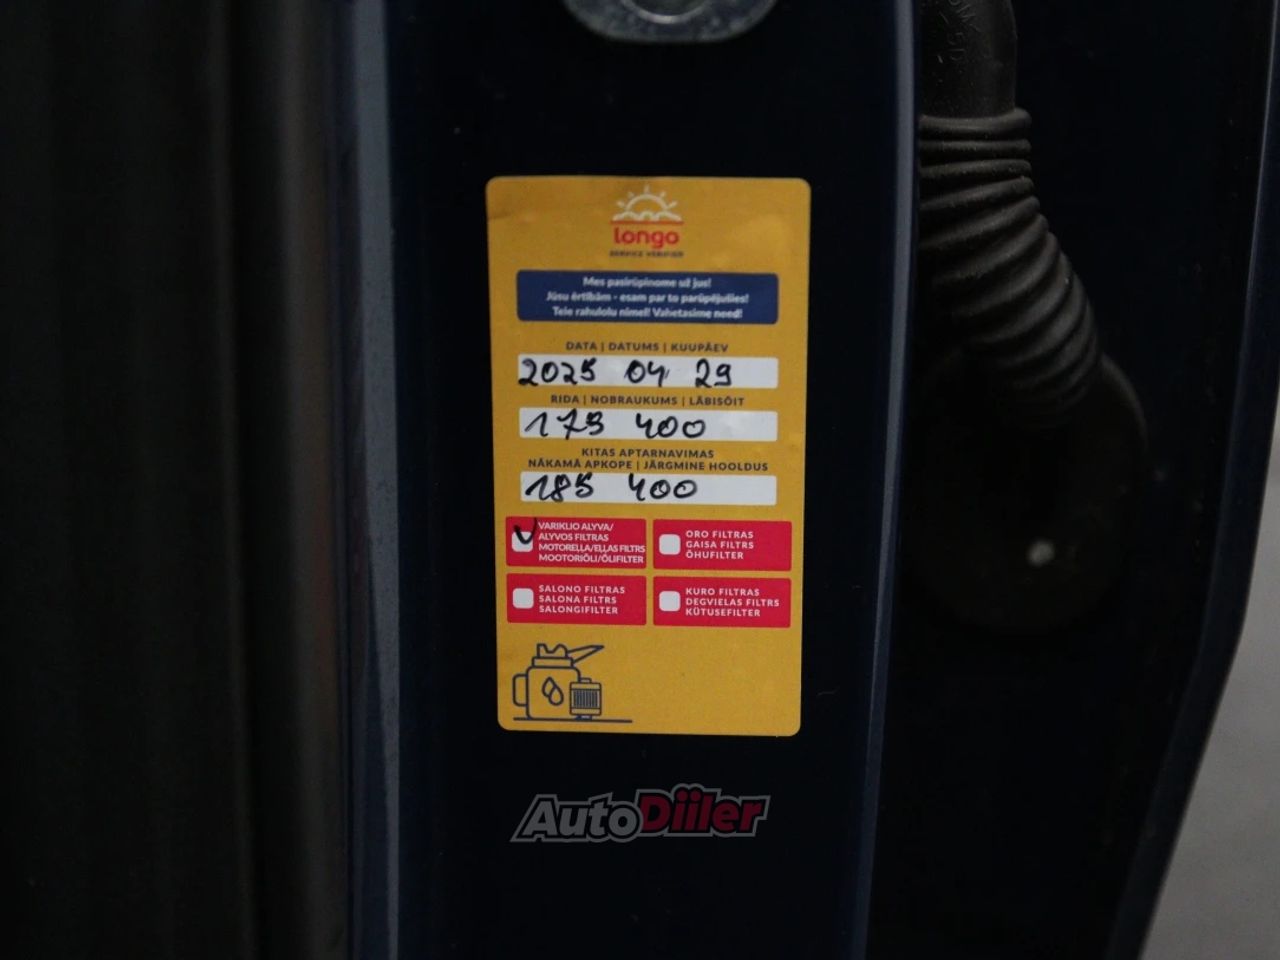 longo
SERVICE VERIFIED
Mes pasirūpinome už jus!
Jūsu ērtībām - esam par to parūpējušies!
Teie rahulolu nimel! Vahetasime need!
DATA | DATUMS | KUUPÄEV
2025 04 29
RIDA | NOBRAUKUMS | LÄBISÕIT
175 400
KITAS APTARNAVIMAS
NĀKAMĀ APKOPE | JÄRGMINE HOOLDUS
185 400
VARIKLIO ALYVA/
ALYVOS FILTRAS
MOTOREĻĻA/EĻĻAS FILTRS
MOOTORIÕLI/ÕLIFILTER
ORO FILTRAS
GAISA FILTRS
ÕHUFILTER
SALONO FILTRAS
SALONA FILTRS
SALONGIFILTER
KURO FILTRAS
DEGVIELAS FILTRS
KÜTUSEFILTER
AutoDiiler